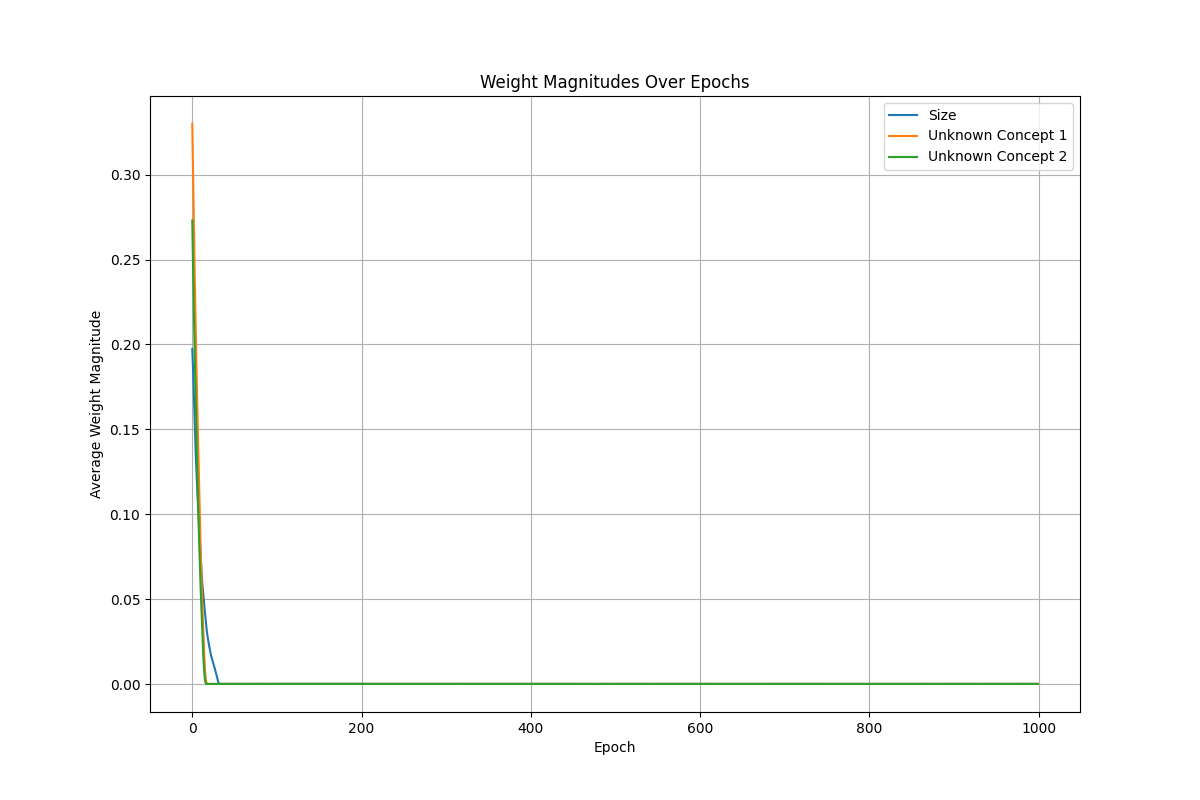 Weight Magnitudes Over Epochs
Size
Unknown Concept 1
Unknown Concept 2
Average Weight Magnitude
0.30
0.25
0.20
0.15
0.10
0.05
0.00
0
200
400
600
800
1000
Epoch